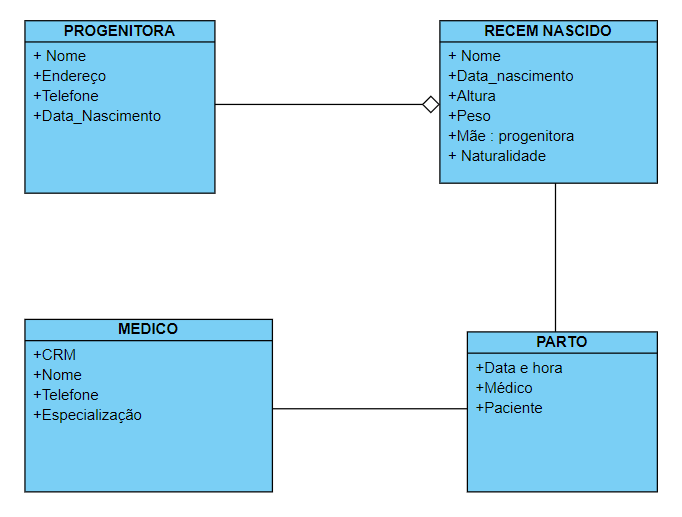 PROGENITORA
+ Nome
+Endereço
+Telefone
+Data_Nascimento
RECEM NASCIDO
+ Nome
+Data_nascimento
+Altura
+Peso
+Mãe : progenitora
+ Naturalidade
MEDICO
+CRM
+Nome
+Telefone
+Especialização
PARTO
+Data e hora
+Médico
+Paciente